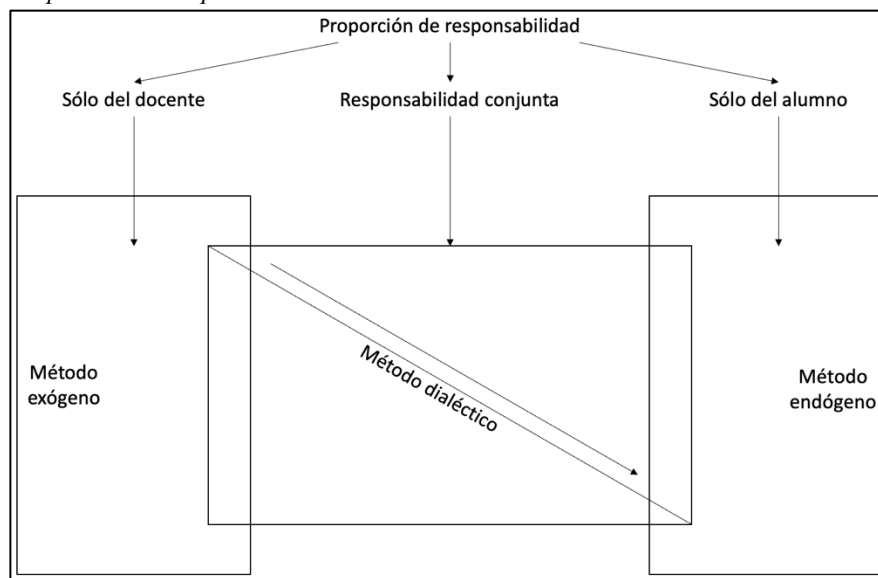 Proporción de responsabilidad
Sólo del docente
Responsabilidad conjunta
Sólo del alumno
Método
exógeno
Método dialéctico
Método
endógeno